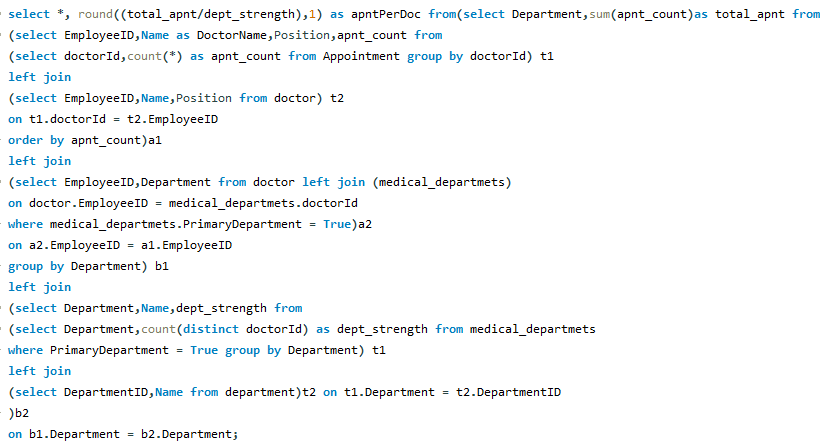 select *, round((total_apnt/dept_strength),1) as apntPerDoc from(select Department,sum(apnt_count)as total_apnt from
(select EmployeeID,Name as DoctorName,Position,apnt_count from
(select doctorId,count(*) as apnt_count from Appointment group by doctorId) t1
left join
(select EmployeeID,Name,Position from doctor) t2
on t1.doctorId = t2.EmployeeID
order by apnt_count)a1
left join
(select EmployeeID,Department from doctor left join (medical_departmets)
on doctor.EmployeeID = medical_departmets.doctorId
where medical_departmets.PrimaryDepartment = True)a2
on a2.EmployeeID = a1.EmployeeID
group by Department) b1
left join
(select Department,Name,dept_strength from
(select Department,count(distinct doctorId) as dept_strength from medical_departmets
where PrimaryDepartment = True group by Department) t1
left join
(select DepartmentID,Name from department)t2 on t1.Department = t2.DepartmentID
)b2
on b1.Department = b2.Department;